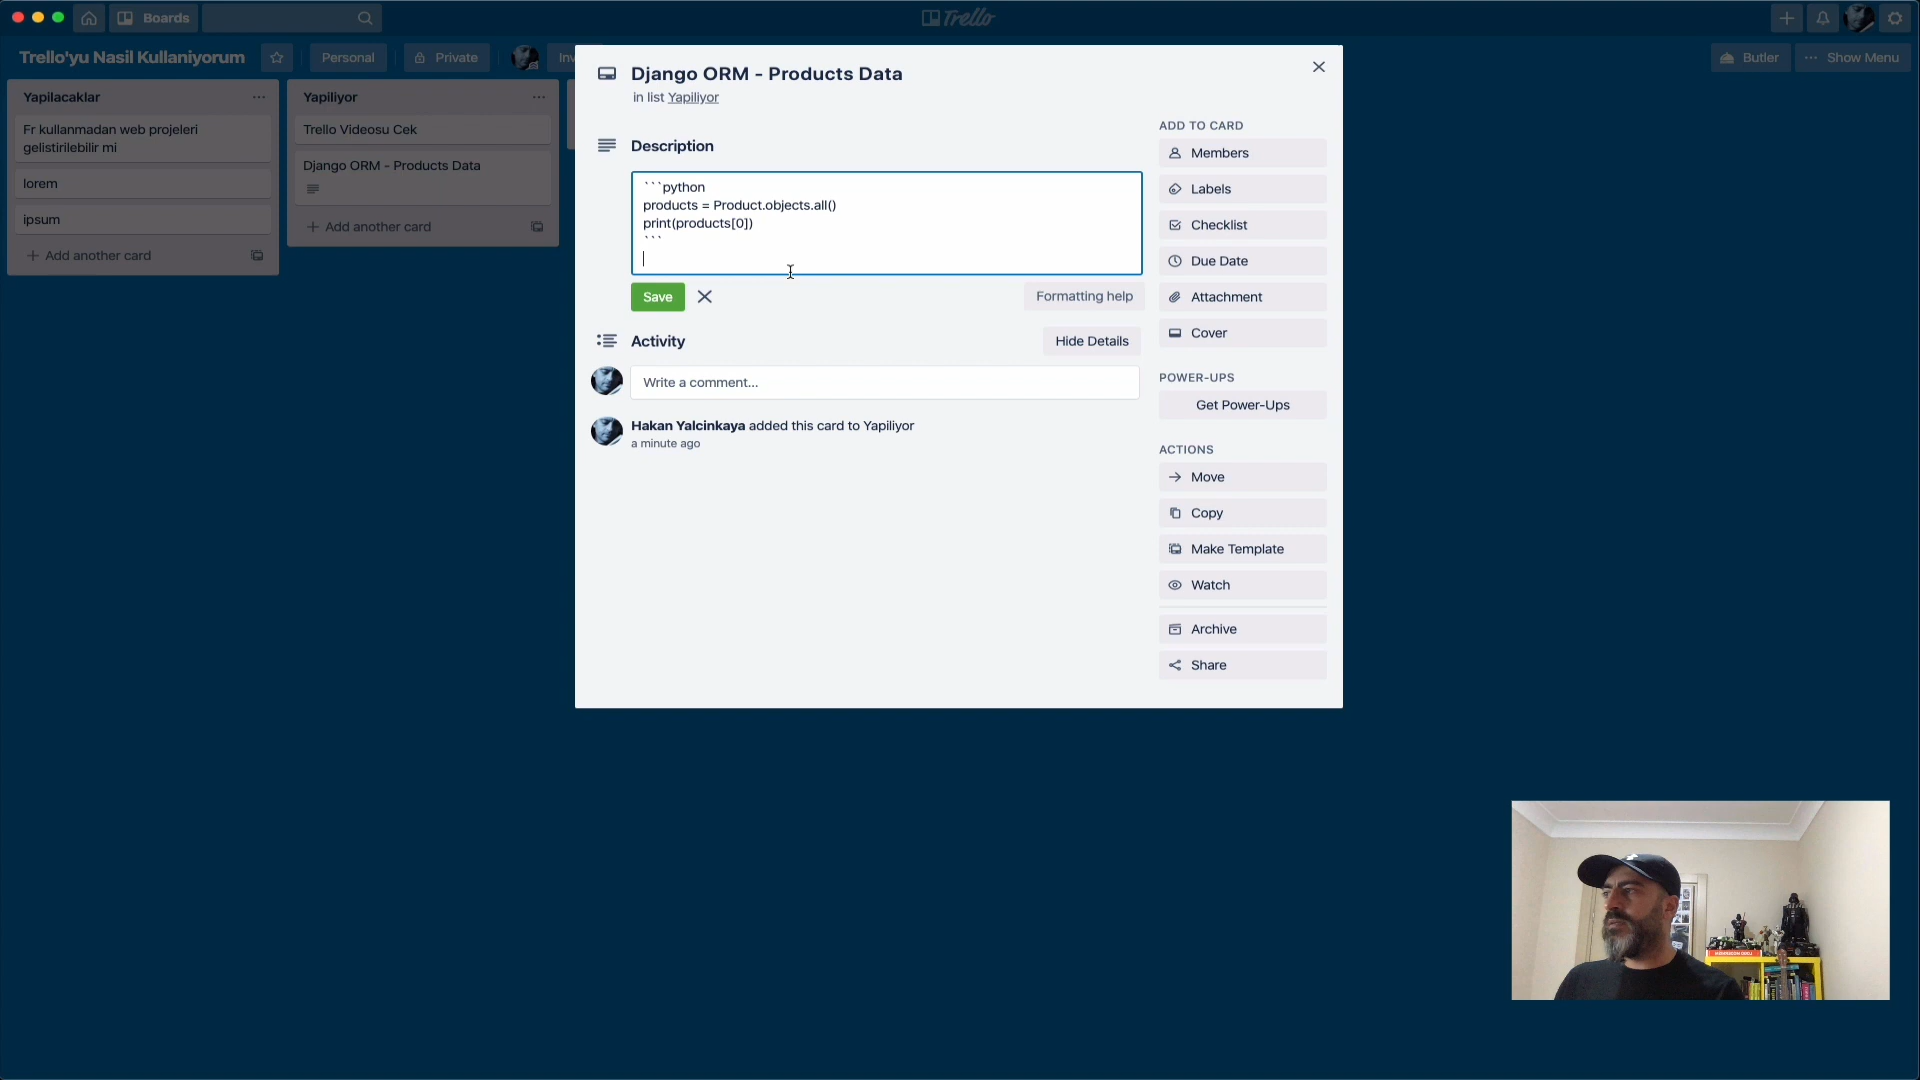 Boards
Trello
Trello'yu Nasil Kullaniyorum
Personal
Private
Butler
Show Menu
Yapilacaklar
Fr kullanmadan web projeleri
gelistirilebilir mi
lorem
ipsum
Add another card
Yapiliyor
Trello Videosu Cek
Django ORM - Products Data
Add another card
Django ORM - Products Data
in list Yapiliyor
Description
```python
products = Product.objects.all()
print(products[0])
```
Save
Formatting help
Activity
Hide Details
Write a comment...
Hakan Yalcinkaya added this card to Yapiliyor
a minute ago
ADD TO CARD
Members
Labels
Checklist
Due Date
Attachment
Cover
POWER-UPS
Get Power-Ups
ACTIONS
Move
Copy
Make Template
Watch
Archive
Share